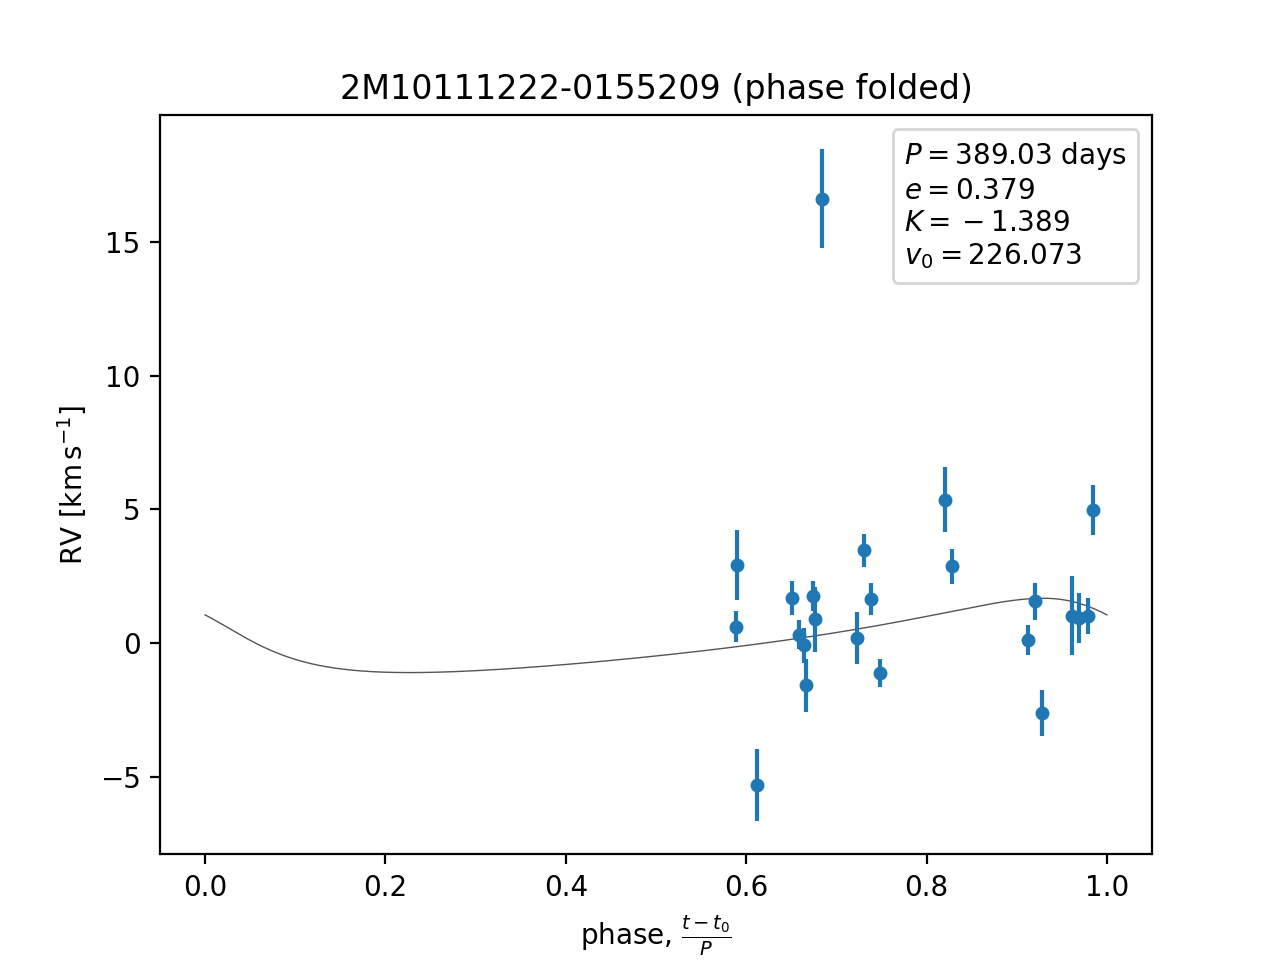 2M10111222-0155209 (phase folded)
P = 389.03 days
e = 0.379
K = −1.389
v₀ = 226.073
15
10
5
0
−5
RV [km s⁻¹]
0.0 0.2 0.4 0.6 0.8 1.0
phase, (t − t₀)/P